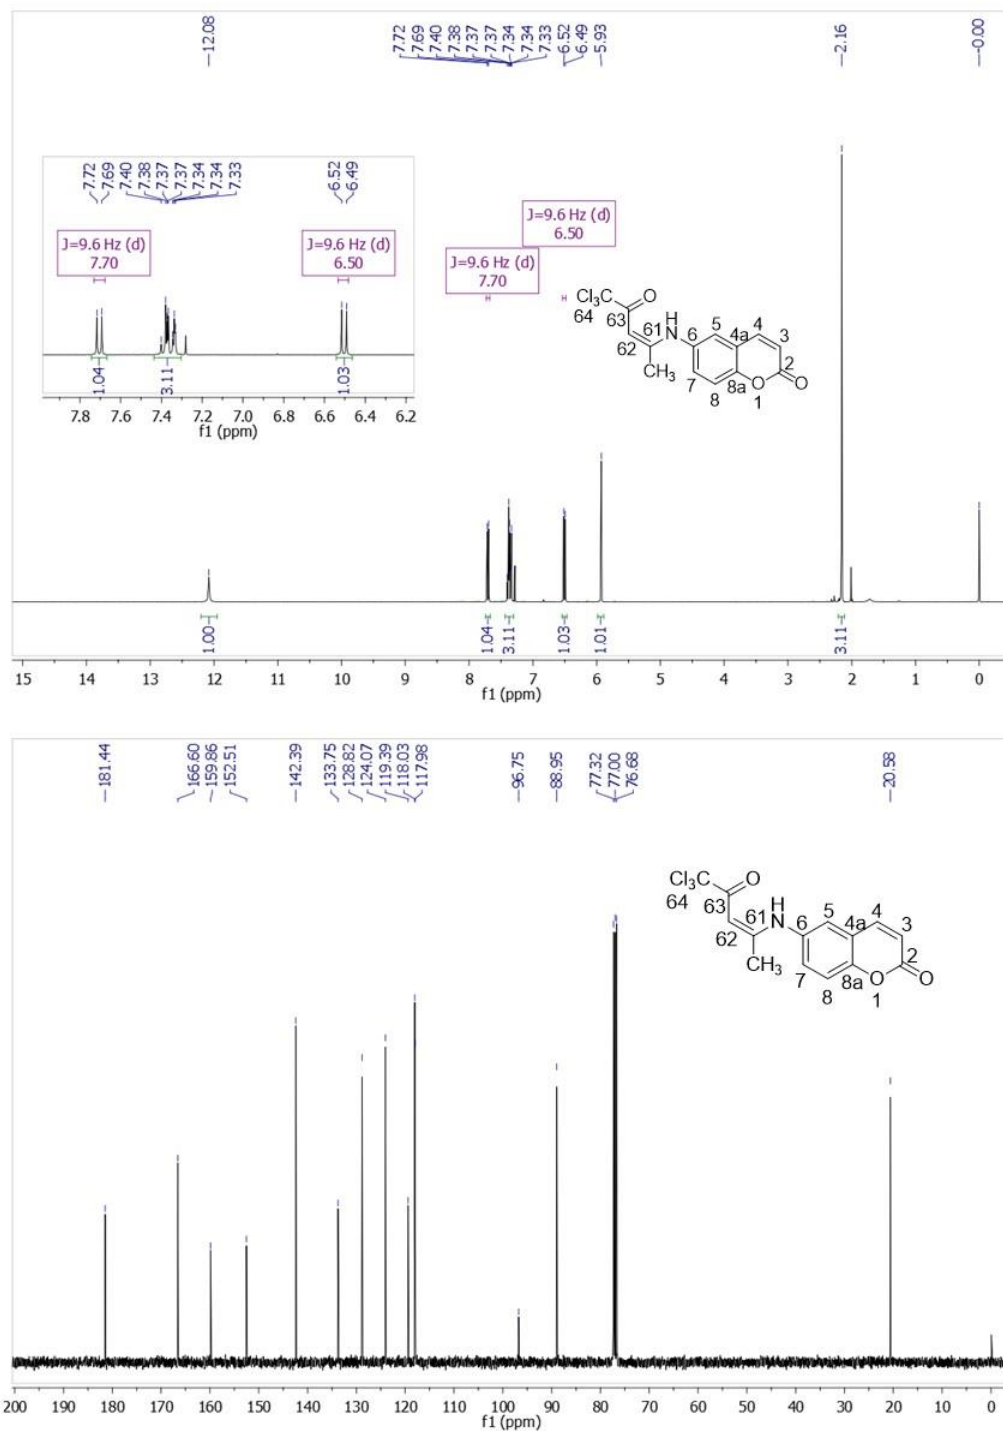 12.08
7.72
7.69
7.40
7.38
7.37
7.37
7.34
7.34
7.33
6.52
6.49
5.93
2.16
-0.00
7.72
7.69
7.40
7.38
7.37
7.37
7.34
7.34
7.33
6.52
6.49
J=9.6 Hz (d)
7.70
J=9.6 Hz (d)
6.50
1.04
3.11
1.03
7.8 7.6 7.4 7.2 7.0 6.8 6.6 6.4 6.2
f1 (ppm)
J=9.6 Hz (d)
6.50
J=9.6 Hz (d)
7.70
H H
Cl₃C O
64 63
H
N
61 62 6 5 4a 4 3
CH₃ 7 8 8a O 1 2 O
1.00
1.04
3.11
1.03
1.01
3.11
15 14 13 12 11 10 9 8 7 6 5 4 3 2 1 0
f1 (ppm)
181.44
166.60
159.86
152.51
142.39
133.75
128.82
124.07
119.39
118.03
117.98
96.75
88.95
77.32
77.00
76.68
20.58
Cl₃C O
64 63
H
N
61 62 6 5 4a 4 3
CH₃ 7 8 8a O 1 2 O
200 190 180 170 160 150 140 130 120 110 100 90 80 70 60 50 40 30 20 10 0
f1 (ppm)